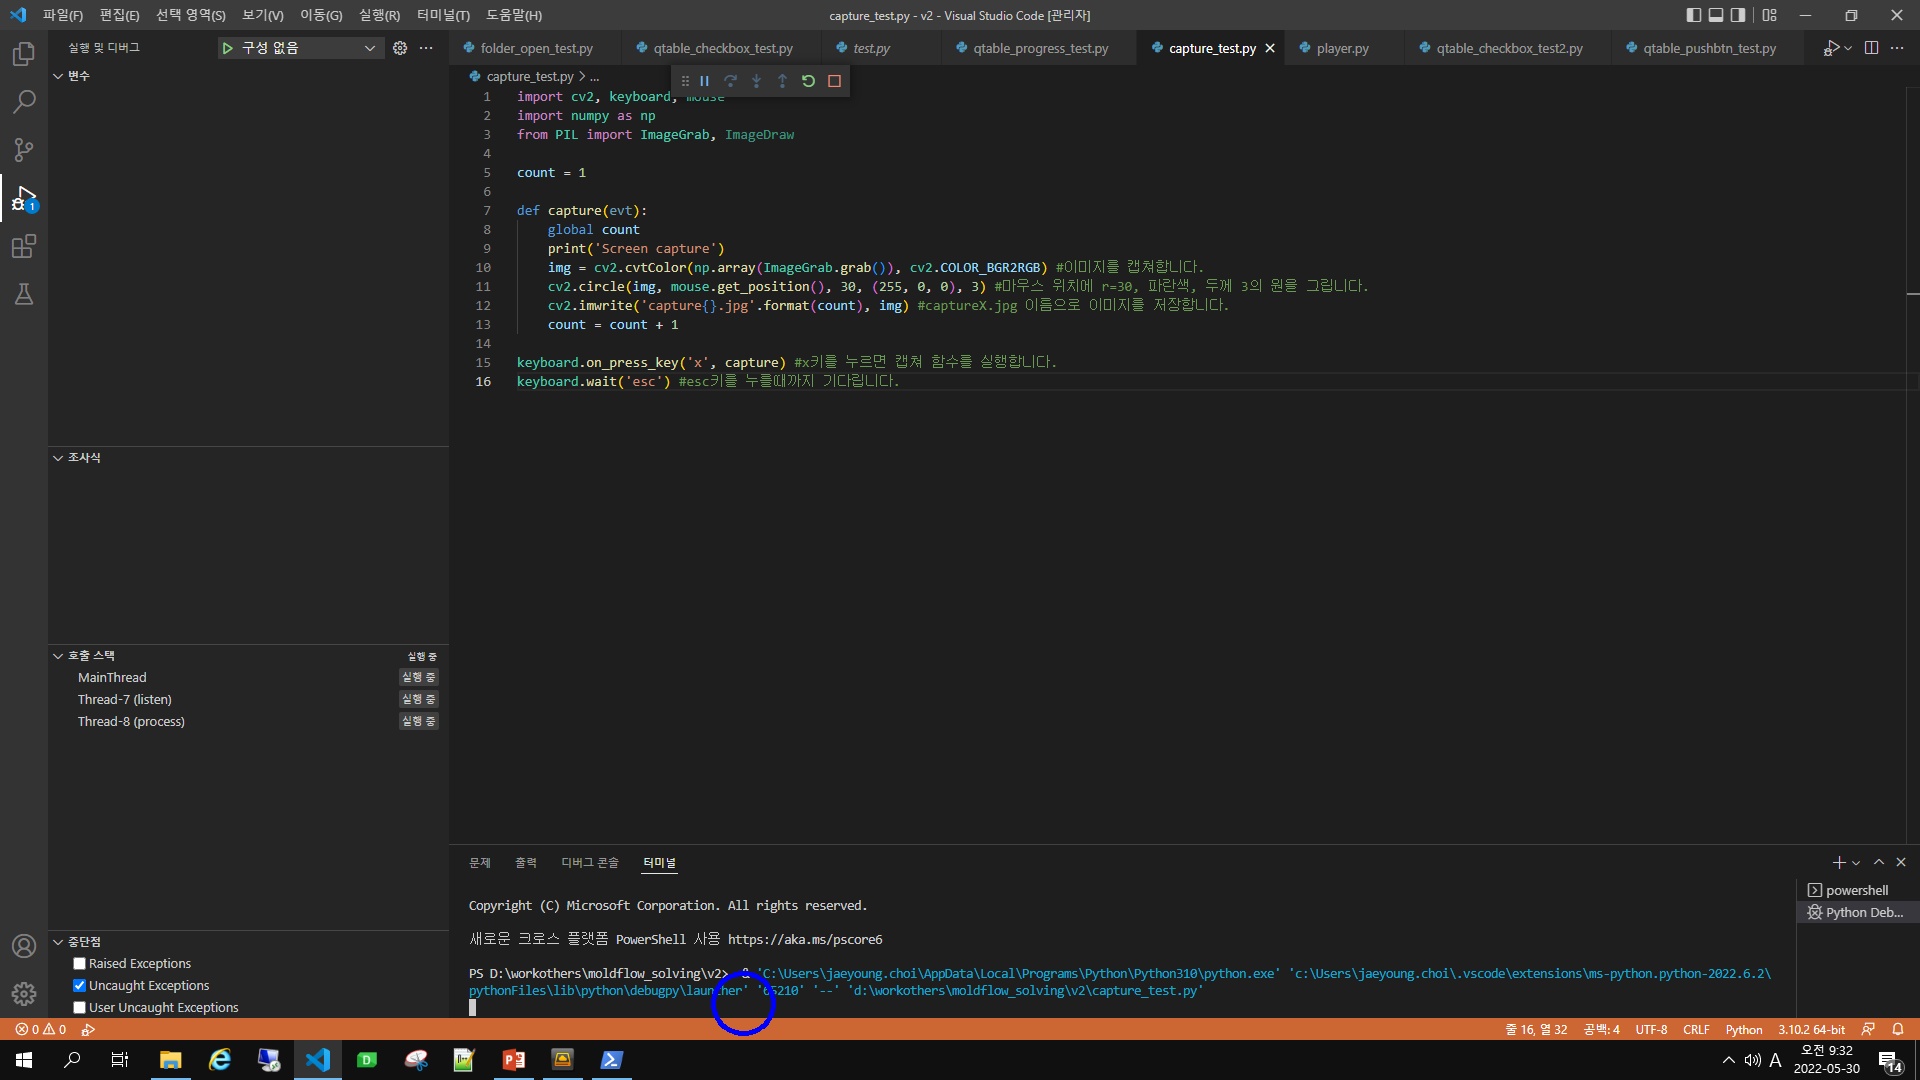 파일(F) 편집(E) 선택 영역(S) 보기(V) 이동(G) 실행(R) 터미널(T) 도움말(H)
capture_test.py - v2 - Visual Studio Code [관리자]
실행 및 디버그 구성 없음
folder_open_test.py qtable_checkbox_test.py test.py qtable_progress_test.py capture_test.py player.py qtable_checkbox_test2.py qtable_pushbtn_test.py
변수
capture_test.py > ...
1 import cv2, keyboard, mouse
2 import numpy as np
3 from PIL import ImageGrab, ImageDraw
4
5 count = 1
6
7 def capture(evt):
8 global count
9 print('Screen capture')
10 img = cv2.cvtColor(np.array(ImageGrab.grab()), cv2.COLOR_BGR2RGB) #이미지를 캡쳐합니다.
11 cv2.circle(img, mouse.get_position(), 30, (255, 0, 0), 3) #마우스 위치에 r=30, 파란색, 두께 3의 원을 그립니다.
12 cv2.imwrite('capture{}.jpg'.format(count), img) #captureX.jpg 이름으로 이미지를 저장합니다.
13 count = count + 1
14
15 keyboard.on_press_key('x', capture) #x키를 누르면 캡쳐 함수를 실행합니다.
16 keyboard.wait('esc') #esc키를 누를때까지 기다립니다.
조사식
호출 스택 실행 중
MainThread 실행 중
Thread-7 (listen) 실행 중
Thread-8 (process) 실행 중
중단점
Raised Exceptions
Uncaught Exceptions
User Uncaught Exceptions
문제 출력 디버그 콘솔 터미널
Copyright (C) Microsoft Corporation. All rights reserved.
새로운 크로스 플랫폼 PowerShell 사용 https://aka.ms/pscore6
PS D:\workothers\moldflow_solving\v2> & 'C:\Users\jaeyoung.choi\AppData\Local\Programs\Python\Python310\python.exe' 'c:\Users\jaeyoung.choi\.vscode\extensions\ms-python.python-2022.6.2\
pythonFiles\lib\python\debugpy\launcher' '65210' '--' 'd:\workothers\moldflow_solving\v2\capture_test.py'
powershell
Python Deb...
0 0
줄 16, 열 32 공백: 4 UTF-8 CRLF Python 3.10.2 64-bit
1
D
A
오전 9:32
2022-05-30
14